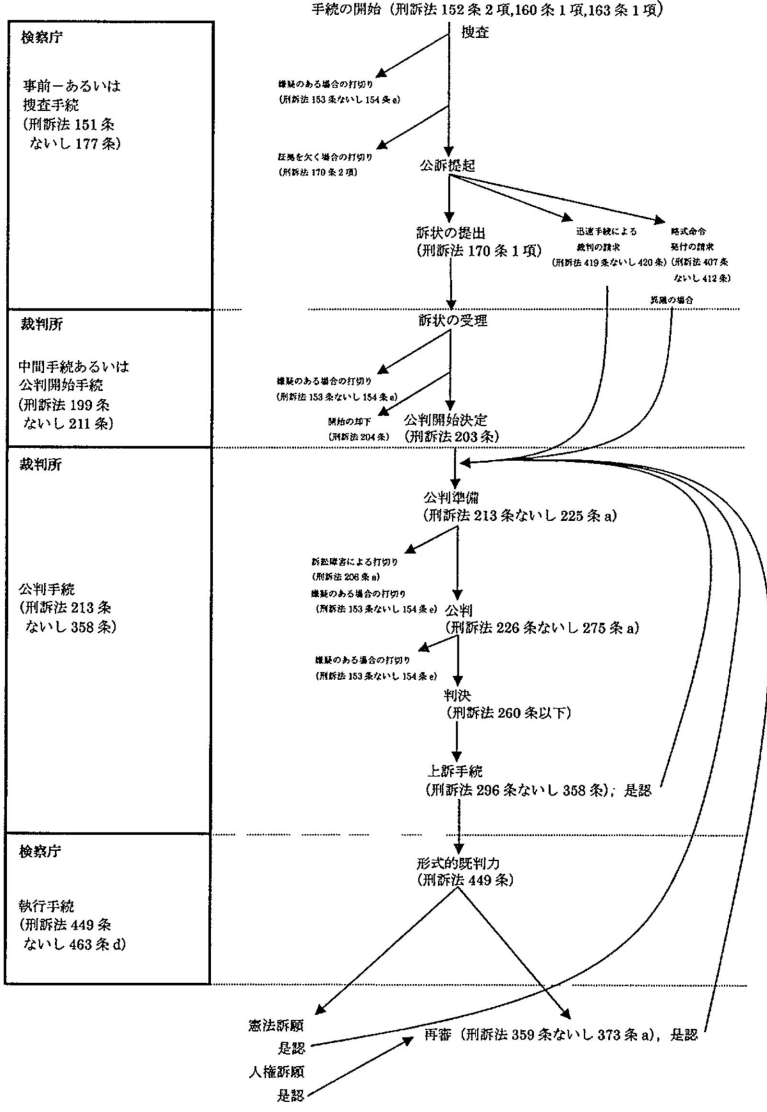 手続の開始 (刑訴法 152 条 2 項,160 条 1 項,163 条 1 項)
検察庁
事前－あるいは
捜査手続
(刑訴法 151 条
ないし 177 条)
捜査
嫌疑のある場合の打切り
(刑訴法 153 条ないし 154 条 e)
証拠を欠く場合の打切り
(刑訴法 170 条 2 項)
公訴提起
訴状の提出
(刑訴法 170 条 1 項)
迅速手続による
裁判の請求
(刑訴法 419 条ないし 420 条)
略式命令
発付の請求
(刑訴法 407 条
ないし 412 条)
異議の場合
裁判所
中間手続あるいは
公判開始手続
(刑訴法 199 条
ないし 211 条)
訴状の受理
嫌疑のある場合の打切り
(刑訴法 153 条ないし 154 条 e)
開始の却下
(刑訴法 204 条)
公判開始決定
(刑訴法 203 条)
裁判所
公判手続
(刑訴法 213 条
ないし 358 条)
公判準備
(刑訴法 213 条ないし 225 条 a)
訴訟障害による打切り
(刑訴法 206 条 a)
嫌疑のある場合の打切り
(刑訴法 153 条ないし 154 条 e)
公判
(刑訴法 226 条ないし 275 条 a)
嫌疑のある場合の打切り
(刑訴法 153 条ないし 154 条 e)
判決
(刑訴法 260 条以下)
上訴手続
(刑訴法 296 条ないし 358 条), 是認
検察庁
執行手続
(刑訴法 449 条
ないし 463 条 d)
形式的既判力
(刑訴法 449 条)
憲法訴願
是認
人権訴願
是認
再審 (刑訴法 359 条ないし 373 条 a), 是認